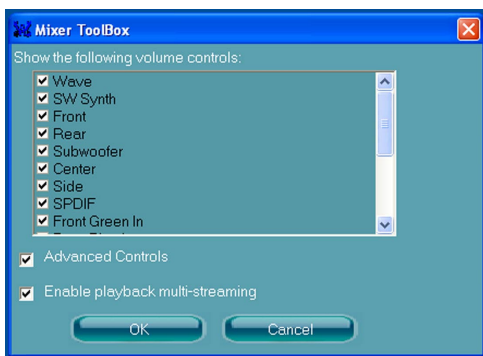 Mixer ToolBox
Show the following volume controls:
Wave
SW Synth
Front
Rear
Subwoofer
Center
Side
SPDIF
Front Green In
Advanced Controls
Enable playback multi-streaming
OK Cancel